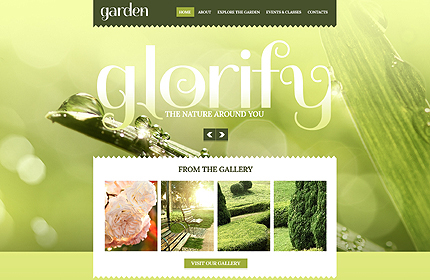 garden
HOME ABOUT EXPLORE THE GARDEN EVENTS & CLASSES CONTACTS
glorify
THE NATURE AROUND YOU
FROM THE GALLERY
VISIT OUR GALLERY